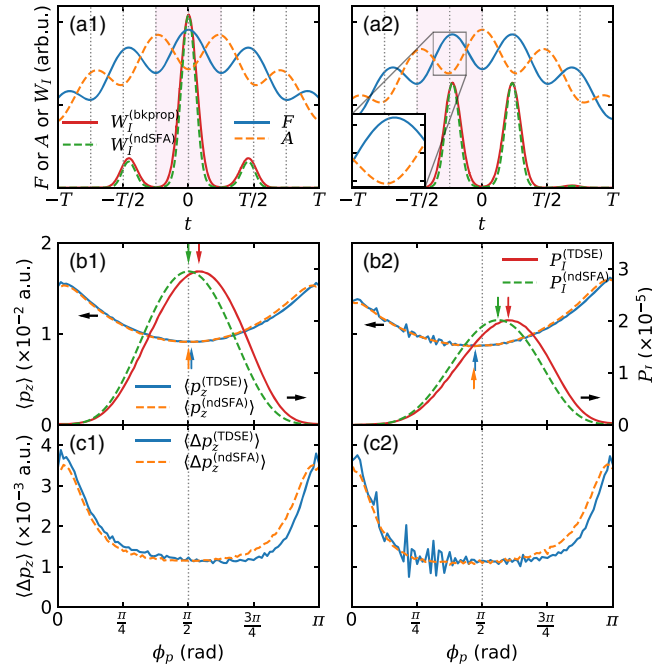 (a1)
(a2)
F or A or W_I (arb.u.)
W_I^(bkprop)
W_I^(ndSFA)
F
A
−T
−T/2
0
T/2
T
−T
−T/2
0
T/2
T
t
t
(b1)
(b2)
2
1
0
⟨p_z⟩ (×10⁻² a.u.)
⟨p_z^(TDSE)⟩
⟨p_z^(ndSFA)⟩
P_I^(TDSE)
P_I^(ndSFA)
3
2
1
0
P_I (×10⁻⁵)
(c1)
(c2)
4
3
2
1
0
⟨Δp_z⟩ (×10⁻³ a.u.)
⟨Δp_z^(TDSE)⟩
⟨Δp_z^(ndSFA)⟩
0
π/4
π/2
3π/4
π
0
π/4
π/2
3π/4
π
ϕ_p (rad)
ϕ_p (rad)